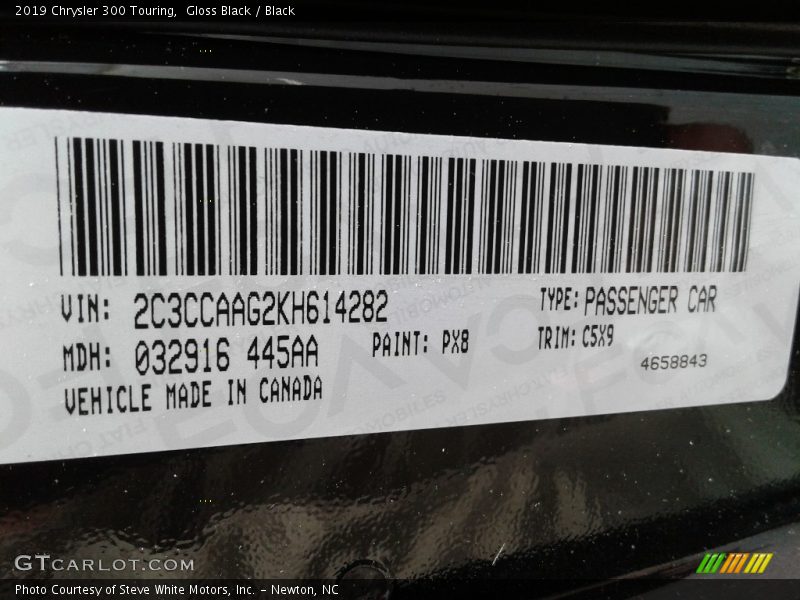 2019 Chrysler 300 Touring,  Gloss Black / Black
VIN: 2C3CCAAG2KH614282 TYPE: PASSENGER CAR
MDH: 032916 445AA PAINT: PX8 TRIM: C5X9
4658843
VEHICLE MADE IN CANADA
GTCARLOT.COM
Photo Courtesy of Steve White Motors, Inc. – Newton, NC